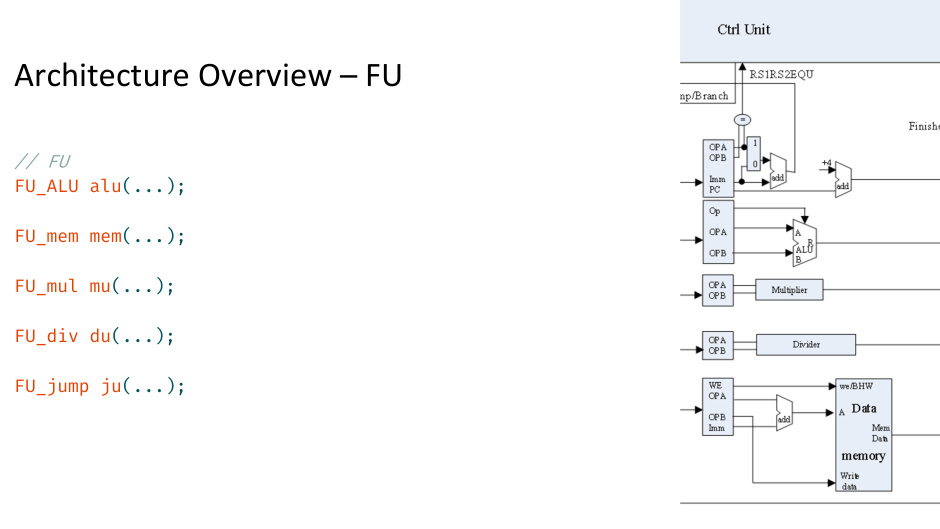 Architecture Overview – FU
// FU
FU_ALU alu(...);
FU_mem mem(...);
FU_mul mu(...);
FU_div du(...);
FU_jump ju(...);
Ctrl Unit
RS1RS2EQU
mp/Branch
Finishe
=
OPA
OPB
Imm
PC
1
0
add
+4
add
Op
OPA
OPB
A
R
ALU
B
OPA
OPB
Multiplier
OPA
OPB
Divider
WE
OPA
OPB
Imm
add
we/BHW
A Data
Mem
Data
memory
Write
data